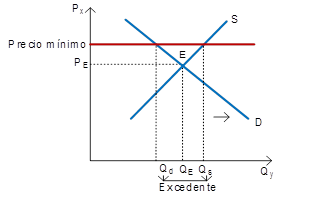 Px
S
Precio mínimo
E
PE
D
Qd QE Qs
Qy
Excedente